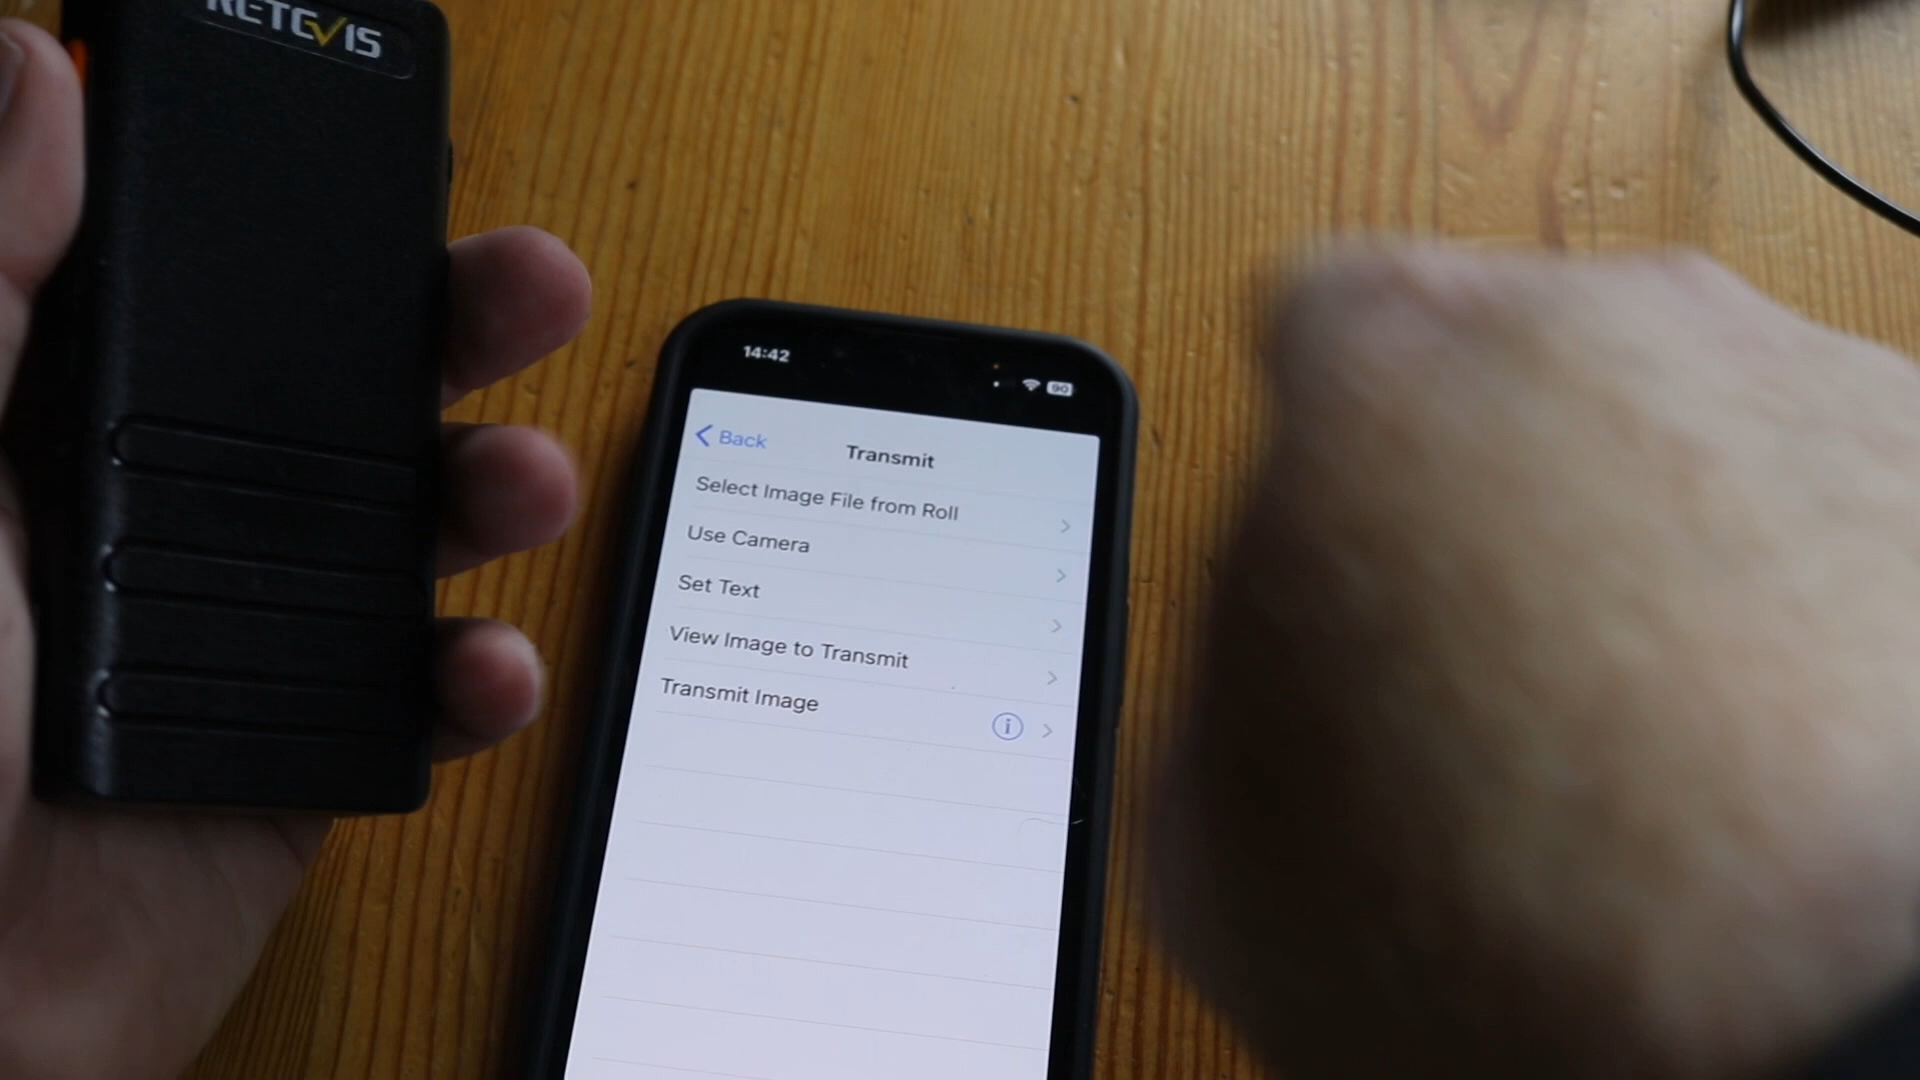 RETEVIS
14:42
90
Back
Transmit
Select Image File from Roll
Use Camera
Set Text
View Image to Transmit
Transmit Image